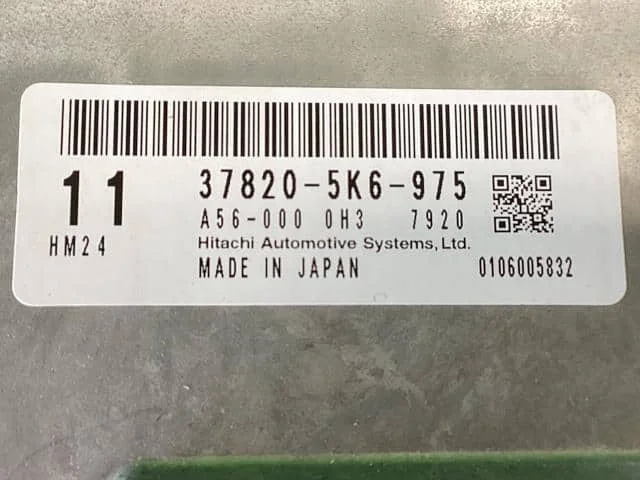 11 37820-5K6-975
A56-000 0H3 7920
HM24 Hitachi Automotive Systems, Ltd.
MADE IN JAPAN 0106005832